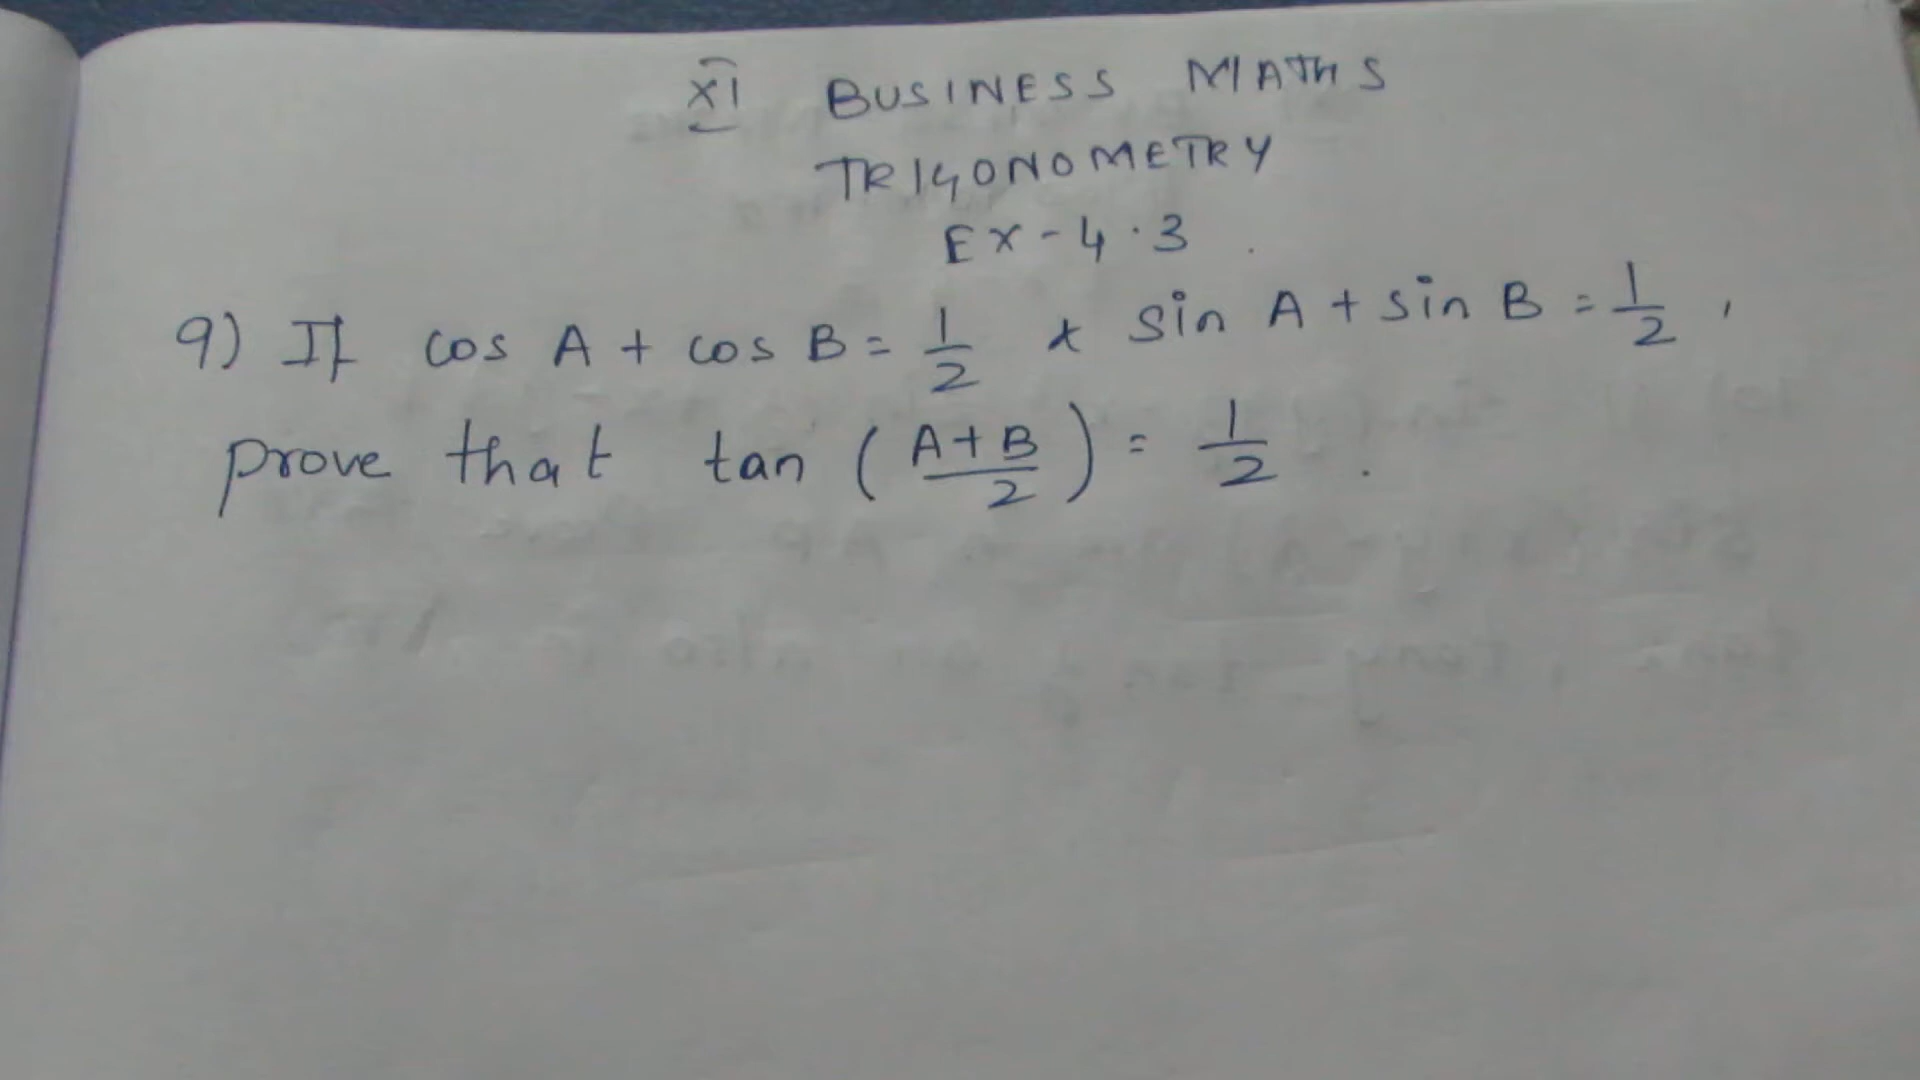 XI BUSINESS MATHS
TRIGONOMETRY
Ex - 4.3
9) If cos A + cos B = 1/2 & sin A + sin B = 1/2,
prove that tan (A+B/2) = 1/2.